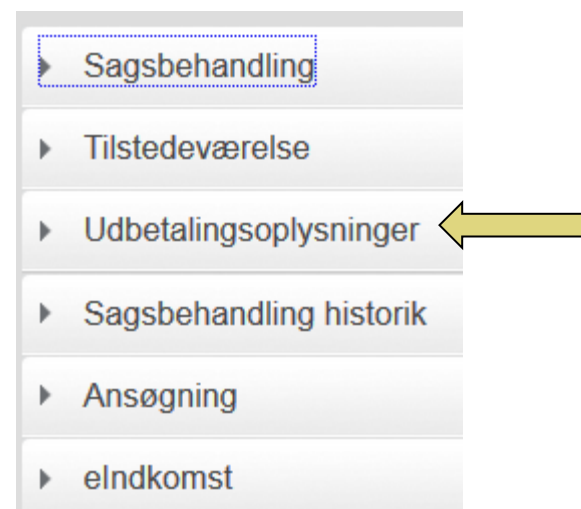 Sagsbehandling
Tilstedeværelse
Udbetalingsoplysninger
Sagsbehandling historik
Ansøgning
eIndkomst